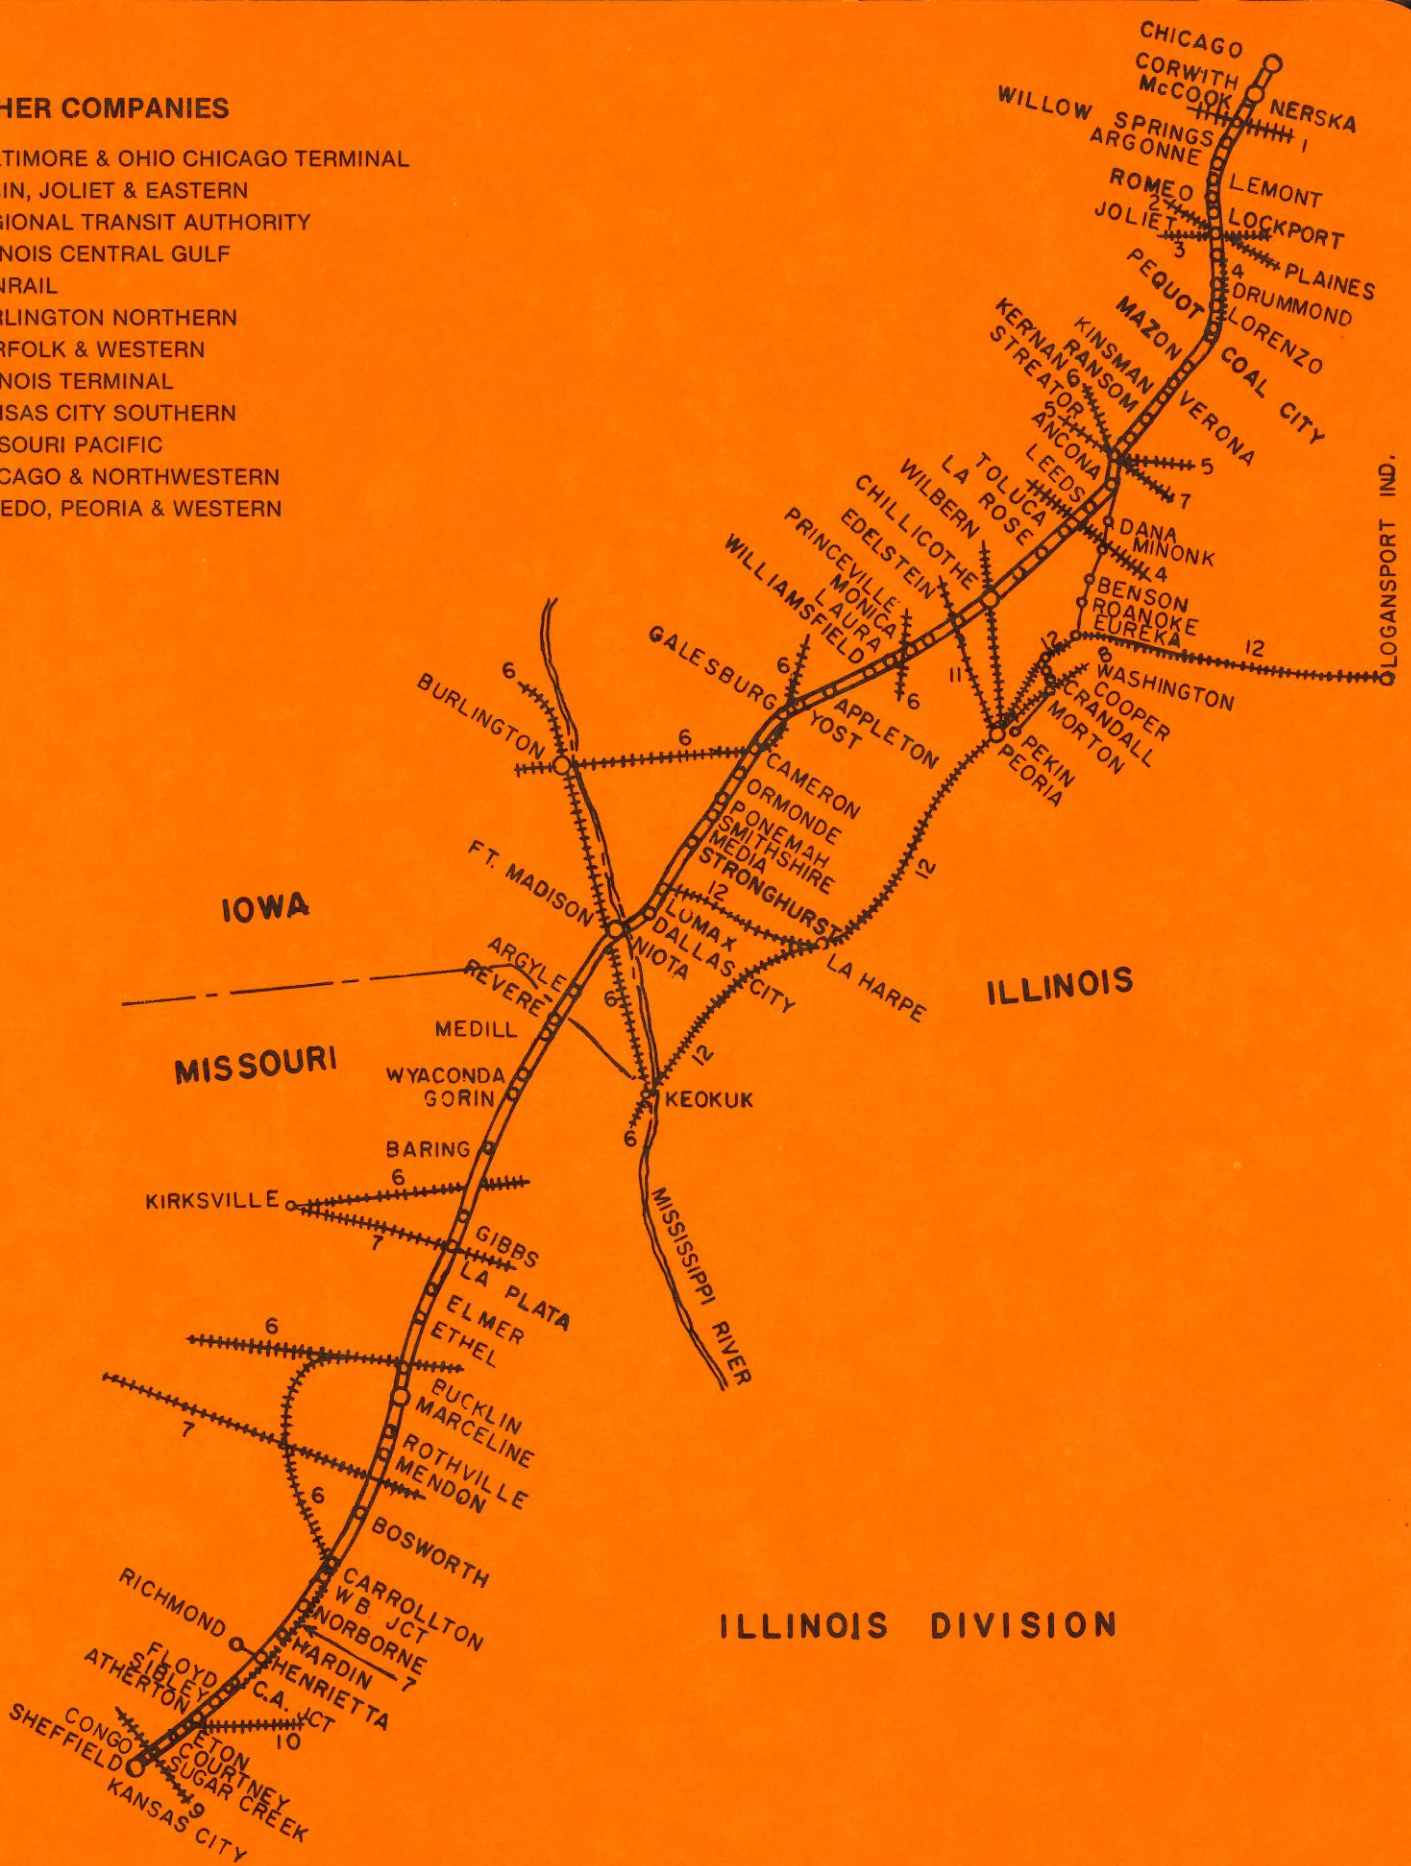 HER COMPANIES
TIMORE & OHIO CHICAGO TERMINAL
IN, JOLIET & EASTERN
GIONAL TRANSIT AUTHORITY
NOIS CENTRAL GULF
NRAIL
RLINGTON NORTHERN
RFOLK & WESTERN
NOIS TERMINAL
NSAS CITY SOUTHERN
SOURI PACIFIC
CAGO & NORTHWESTERN
EDO, PEORIA & WESTERN
CHICAGO
CORWITH
McCOOK
NERSKA
1
WILLOW SPRINGS
ARGONNE
LEMONT
ROMEO
2
LOCKPORT
JOLIET
3
PLAINES
4
PEQUOT
DRUMMOND
LORENZO
MAZON
COAL CITY
KINSMAN
RANSOM
VERONA
KERNAN
6
STREATOR
5
5
7
ANCONA
LEEDS
TOLUCA
LA ROSE
WILBERN
CHILLICOTHE
EDELSTEIN
PRINCEVILLE
MONICA
LAURA
WILLIAMSFIELD
DANA
MINONK
4
BENSON
ROANOKE
EUREKA
12
12
LOGANSPORT IND.
8
WASHINGTON
COOPER
CRANDALL
MORTON
PEKIN
PEORIA
11
6
6
GALESBURG
YOST
APPLETON
6
BURLINGTON
6
CAMERON
ORMONDE
PONEMAH
SMITHSHIRE
MEDIA
STRONGHURST
12
12
FT. MADISON
LOMAX
DALLAS CITY
NIOTA
LA HARPE
IOWA
ILLINOIS
ARGYLE
REVERE
6
MEDILL
12
MISSOURI
WYACONDA
GORIN
KEOKUK
6
BARING
KIRKSVILLE
6
7
GIBBS
LA PLATA
MISSISSIPPI RIVER
ELMER
ETHEL
6
BUCKLIN
MARCELINE
7
ROTHVILLE
MENDON
6
BOSWORTH
CARROLLTON
W.B. JCT
NORBORNE
7
HARDIN
HENRIETTA
RICHMOND
C.A. JCT
FLOYD
SIBLEY
ATHERTON
10
ETON
COURTNEY
SUGAR CREEK
CONGO
SHEFFIELD
9
KANSAS CITY
ILLINOIS DIVISION